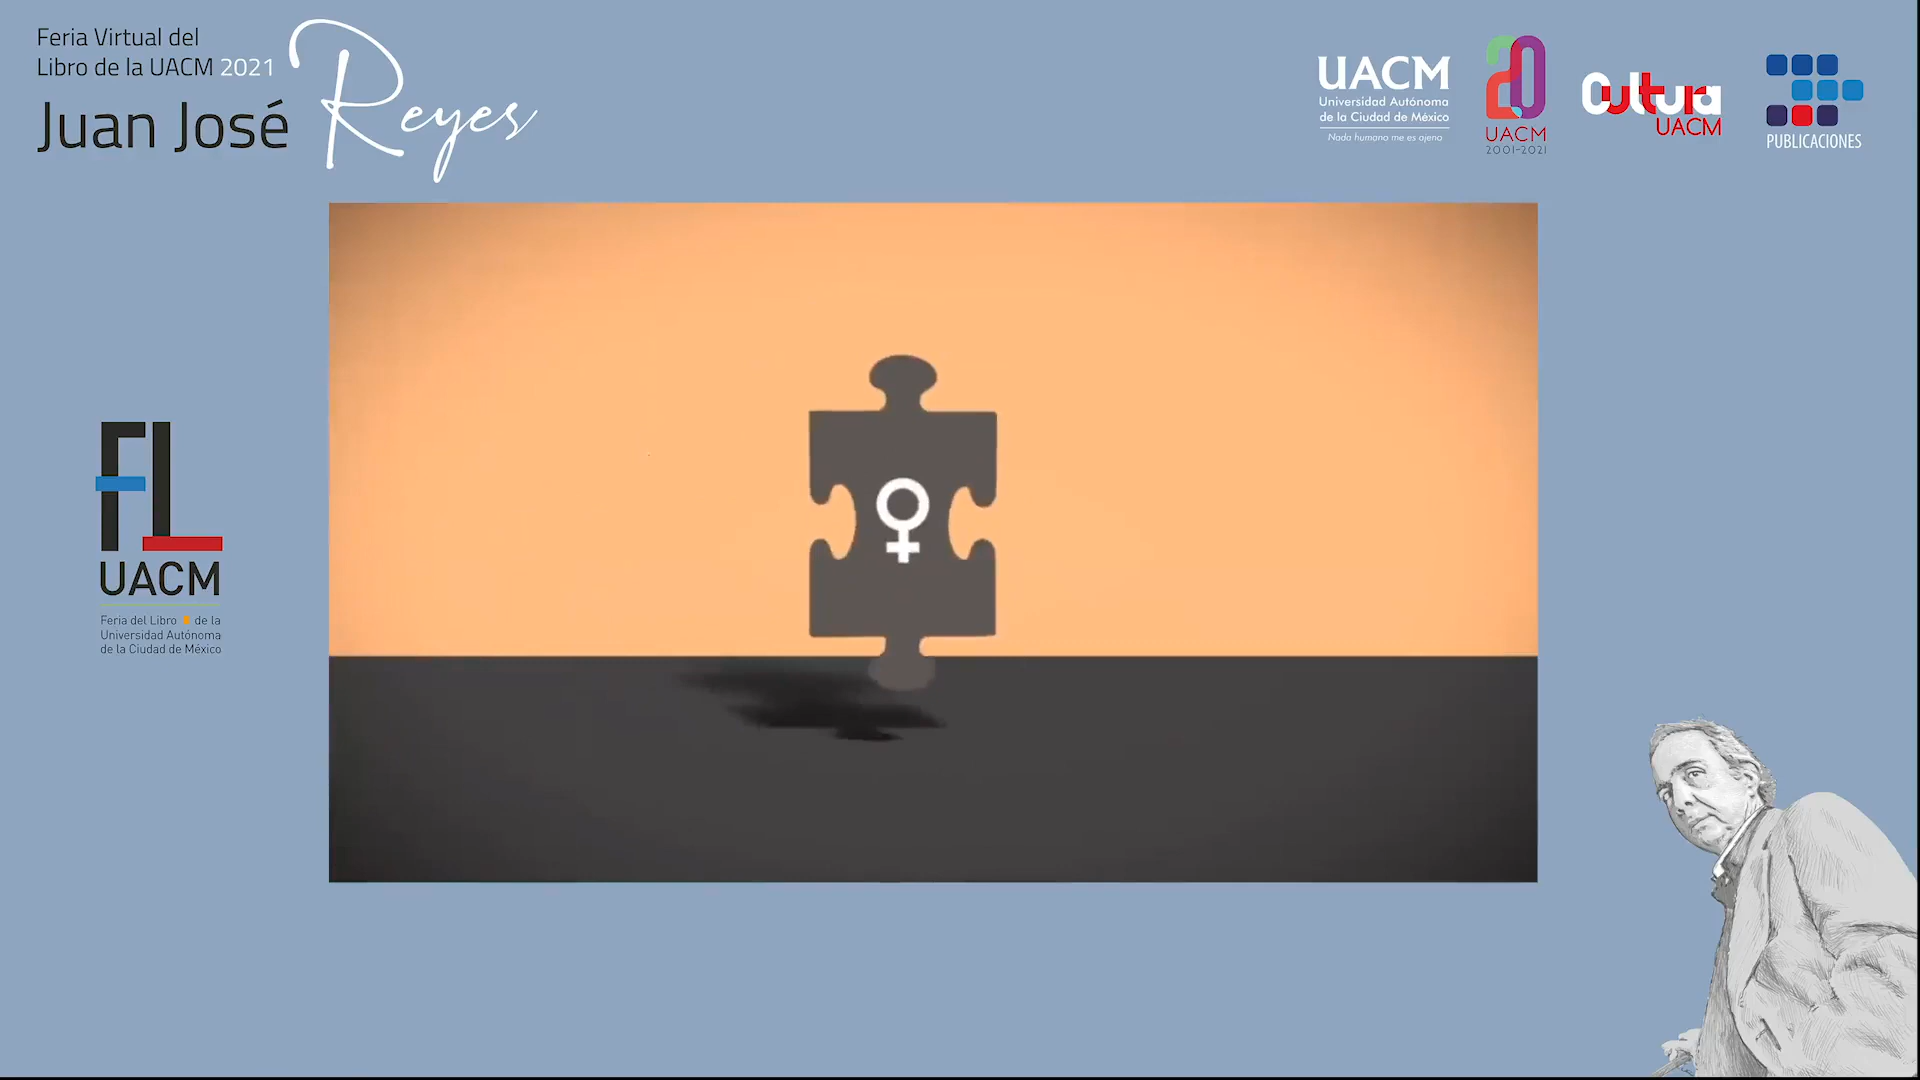 Feria Virtual del
Libro de la UACM 2021
Juan José Reyes
UACM
Universidad Autónoma
de la Ciudad de México
Nada humano me es ajeno
20
UACM
2001-2021
Cultura
UACM
PUBLICACIONES
FL
UACM
Feria del Libro de la
Universidad Autónoma
de la Ciudad de México